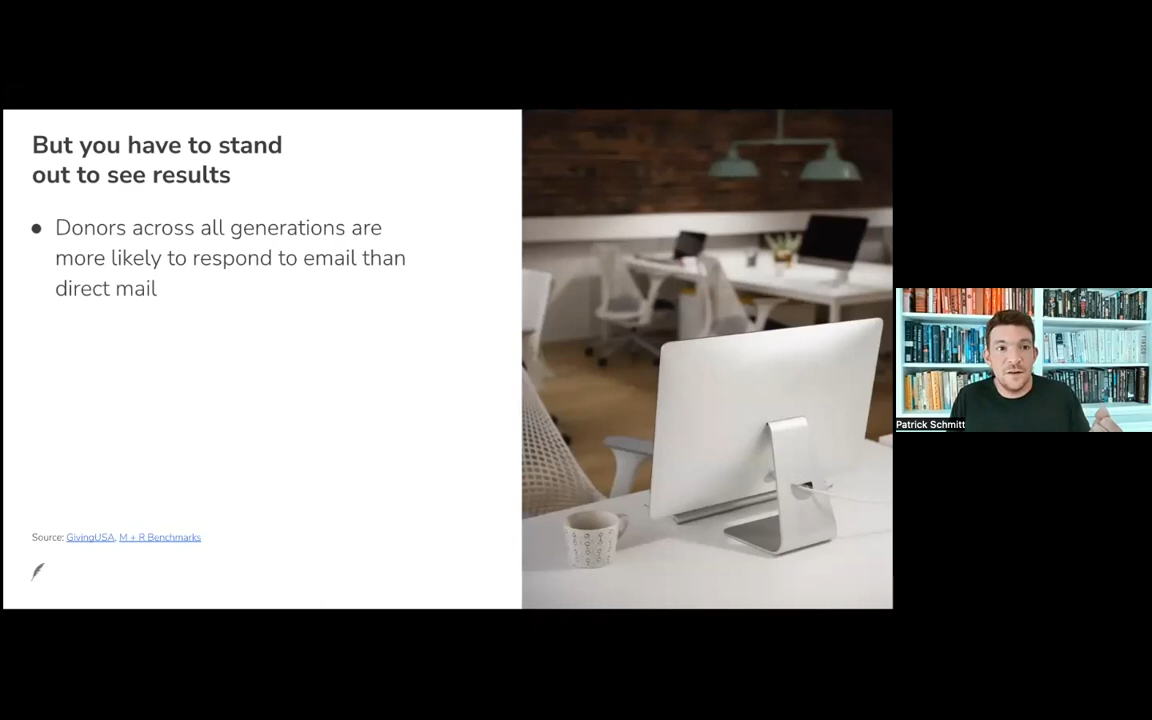 But you have to stand
out to see results
● Donors across all generations are
more likely to respond to email than
direct mail
Source: GivingUSA, M + R Benchmarks
Patrick Schmitt